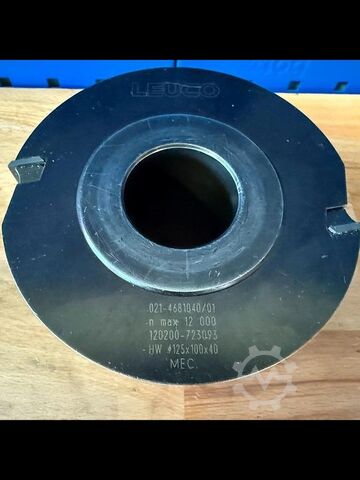 LEUCO
021-4681040/01
-n max 12 000
120200-723093
-HW ø125x100x40
MEC.